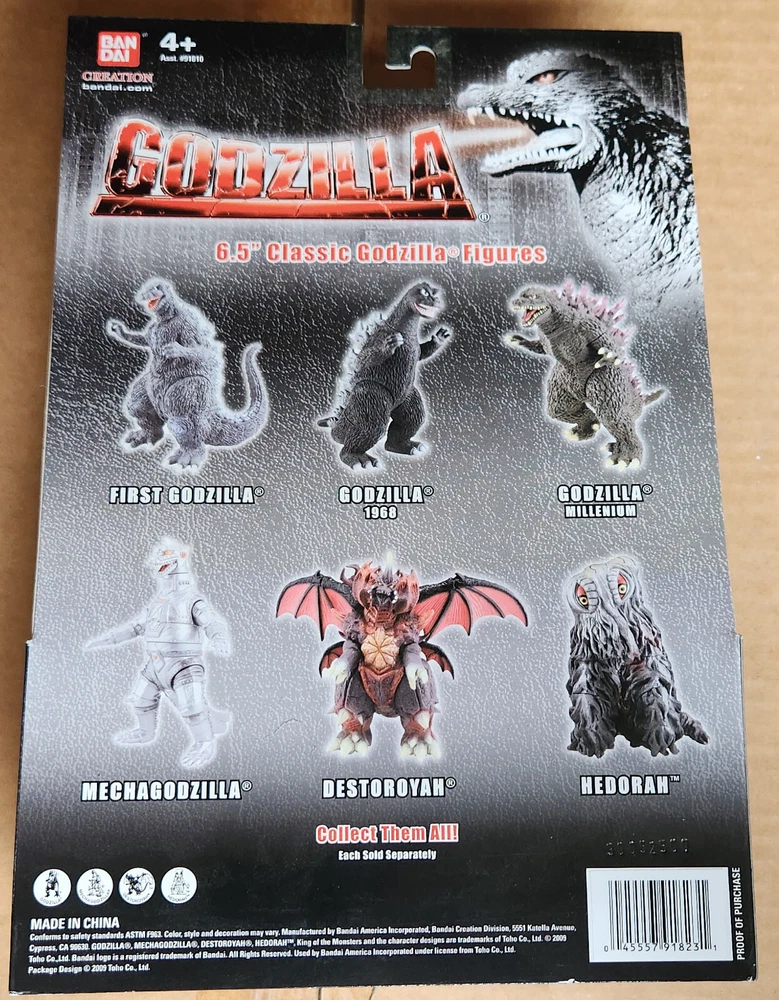 BAN
DAI
CREATION
bandai.com
4+
Asst. #91810
GODZILLA®
6.5" Classic Godzilla® Figures
FIRST GODZILLA®
GODZILLA®
1968
GODZILLA®
MILLENIUM
MECHAGODZILLA®
DESTOROYAH®
HEDORAH™
Collect Them All!
Each Sold Separately
MADE IN CHINA
Conforms to safety standards ASTM F963. Color, style and decoration may vary. Manufactured by Bandai America Incorporated, Bandai Creation Division, 5551 Katella Avenue,
Cypress, CA 90630. GODZILLA®, MECHAGODZILLA®, DESTOROYAH®, HEDORAH™, King of the Monsters and the character designs are trademarks of Toho Co., Ltd. © 2009
Toho Co.,Ltd. Bandai logo is a registered trademark of Bandai. All Rights Reserved. Used by Bandai America Incorporated under license from Toho Co., Ltd.
Package Design © 2009 Toho Co., Ltd.
0 45557 91823 1
PROOF OF PURCHASE